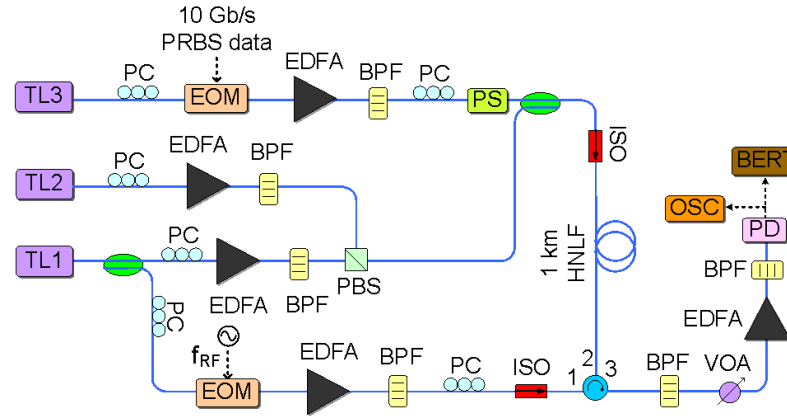 10 Gb/s
PRBS data
EDFA
PC
BPF
PC
TL3
EOM
PS
ISO
EDFA
PC
BPF
TL2
BERT
OSC
PD
PC
TL1
BPF
PBS
1 km
HNLF
BPF
PC
EDFA
EDFA
fRF
EDFA
BPF
PC
ISO
2
1
3
BPF
VOA
EOM